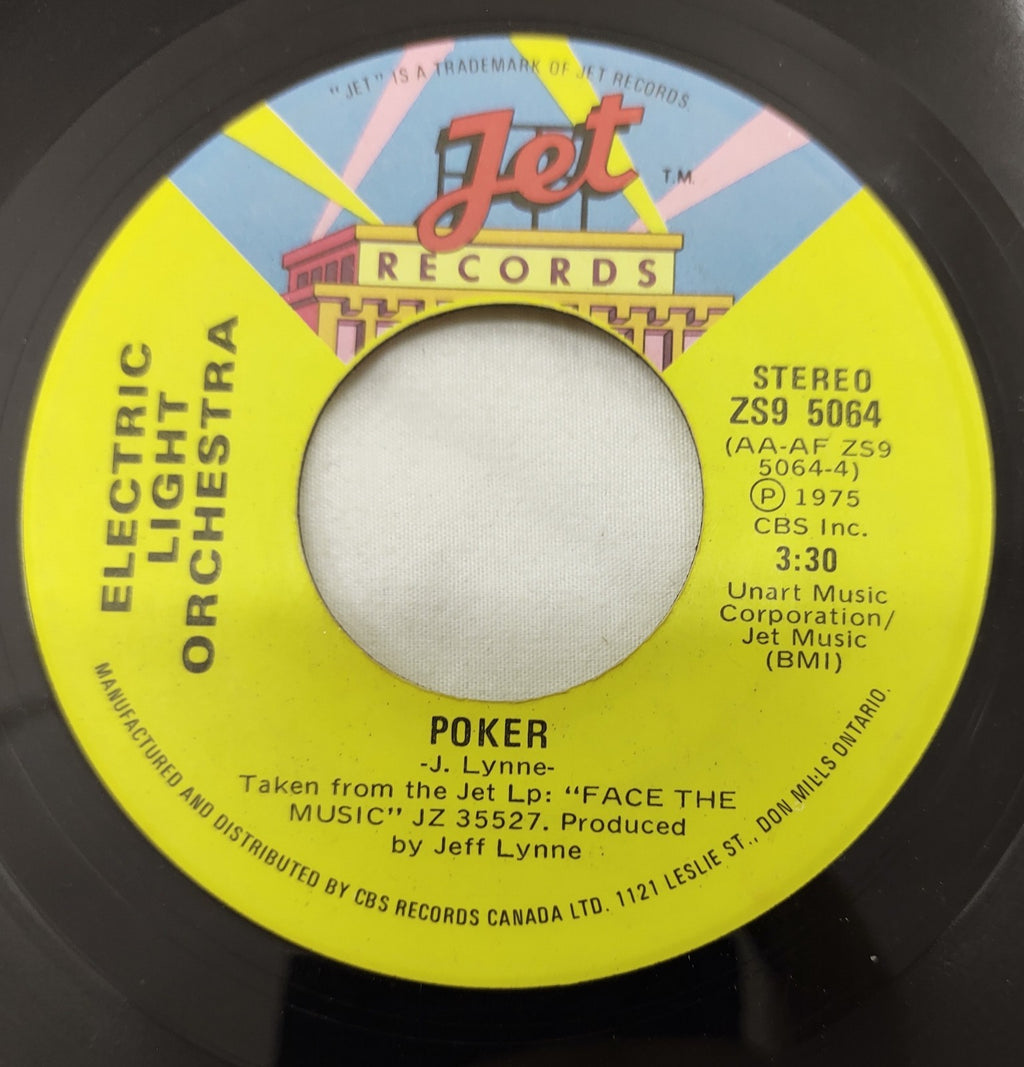 "JET" IS A TRADEMARK OF JET RECORDS
Jet
T.M.
RECORDS
ELECTRIC
LIGHT
ORCHESTRA
STEREO
ZS9 5064
(AA-AF ZS9
5064-4)
Ⓟ 1975
CBS Inc.
3:30
Unart Music
Corporation/
Jet Music
(BMI)
POKER
-J. Lynne-
Taken from the Jet Lp: "FACE THE
MUSIC" JZ 35527. Produced
by Jeff Lynne
MANUFACTURED AND DISTRIBUTED BY CBS RECORDS CANADA LTD. 1121 LESLIE ST., DON MILLS ONTARIO.